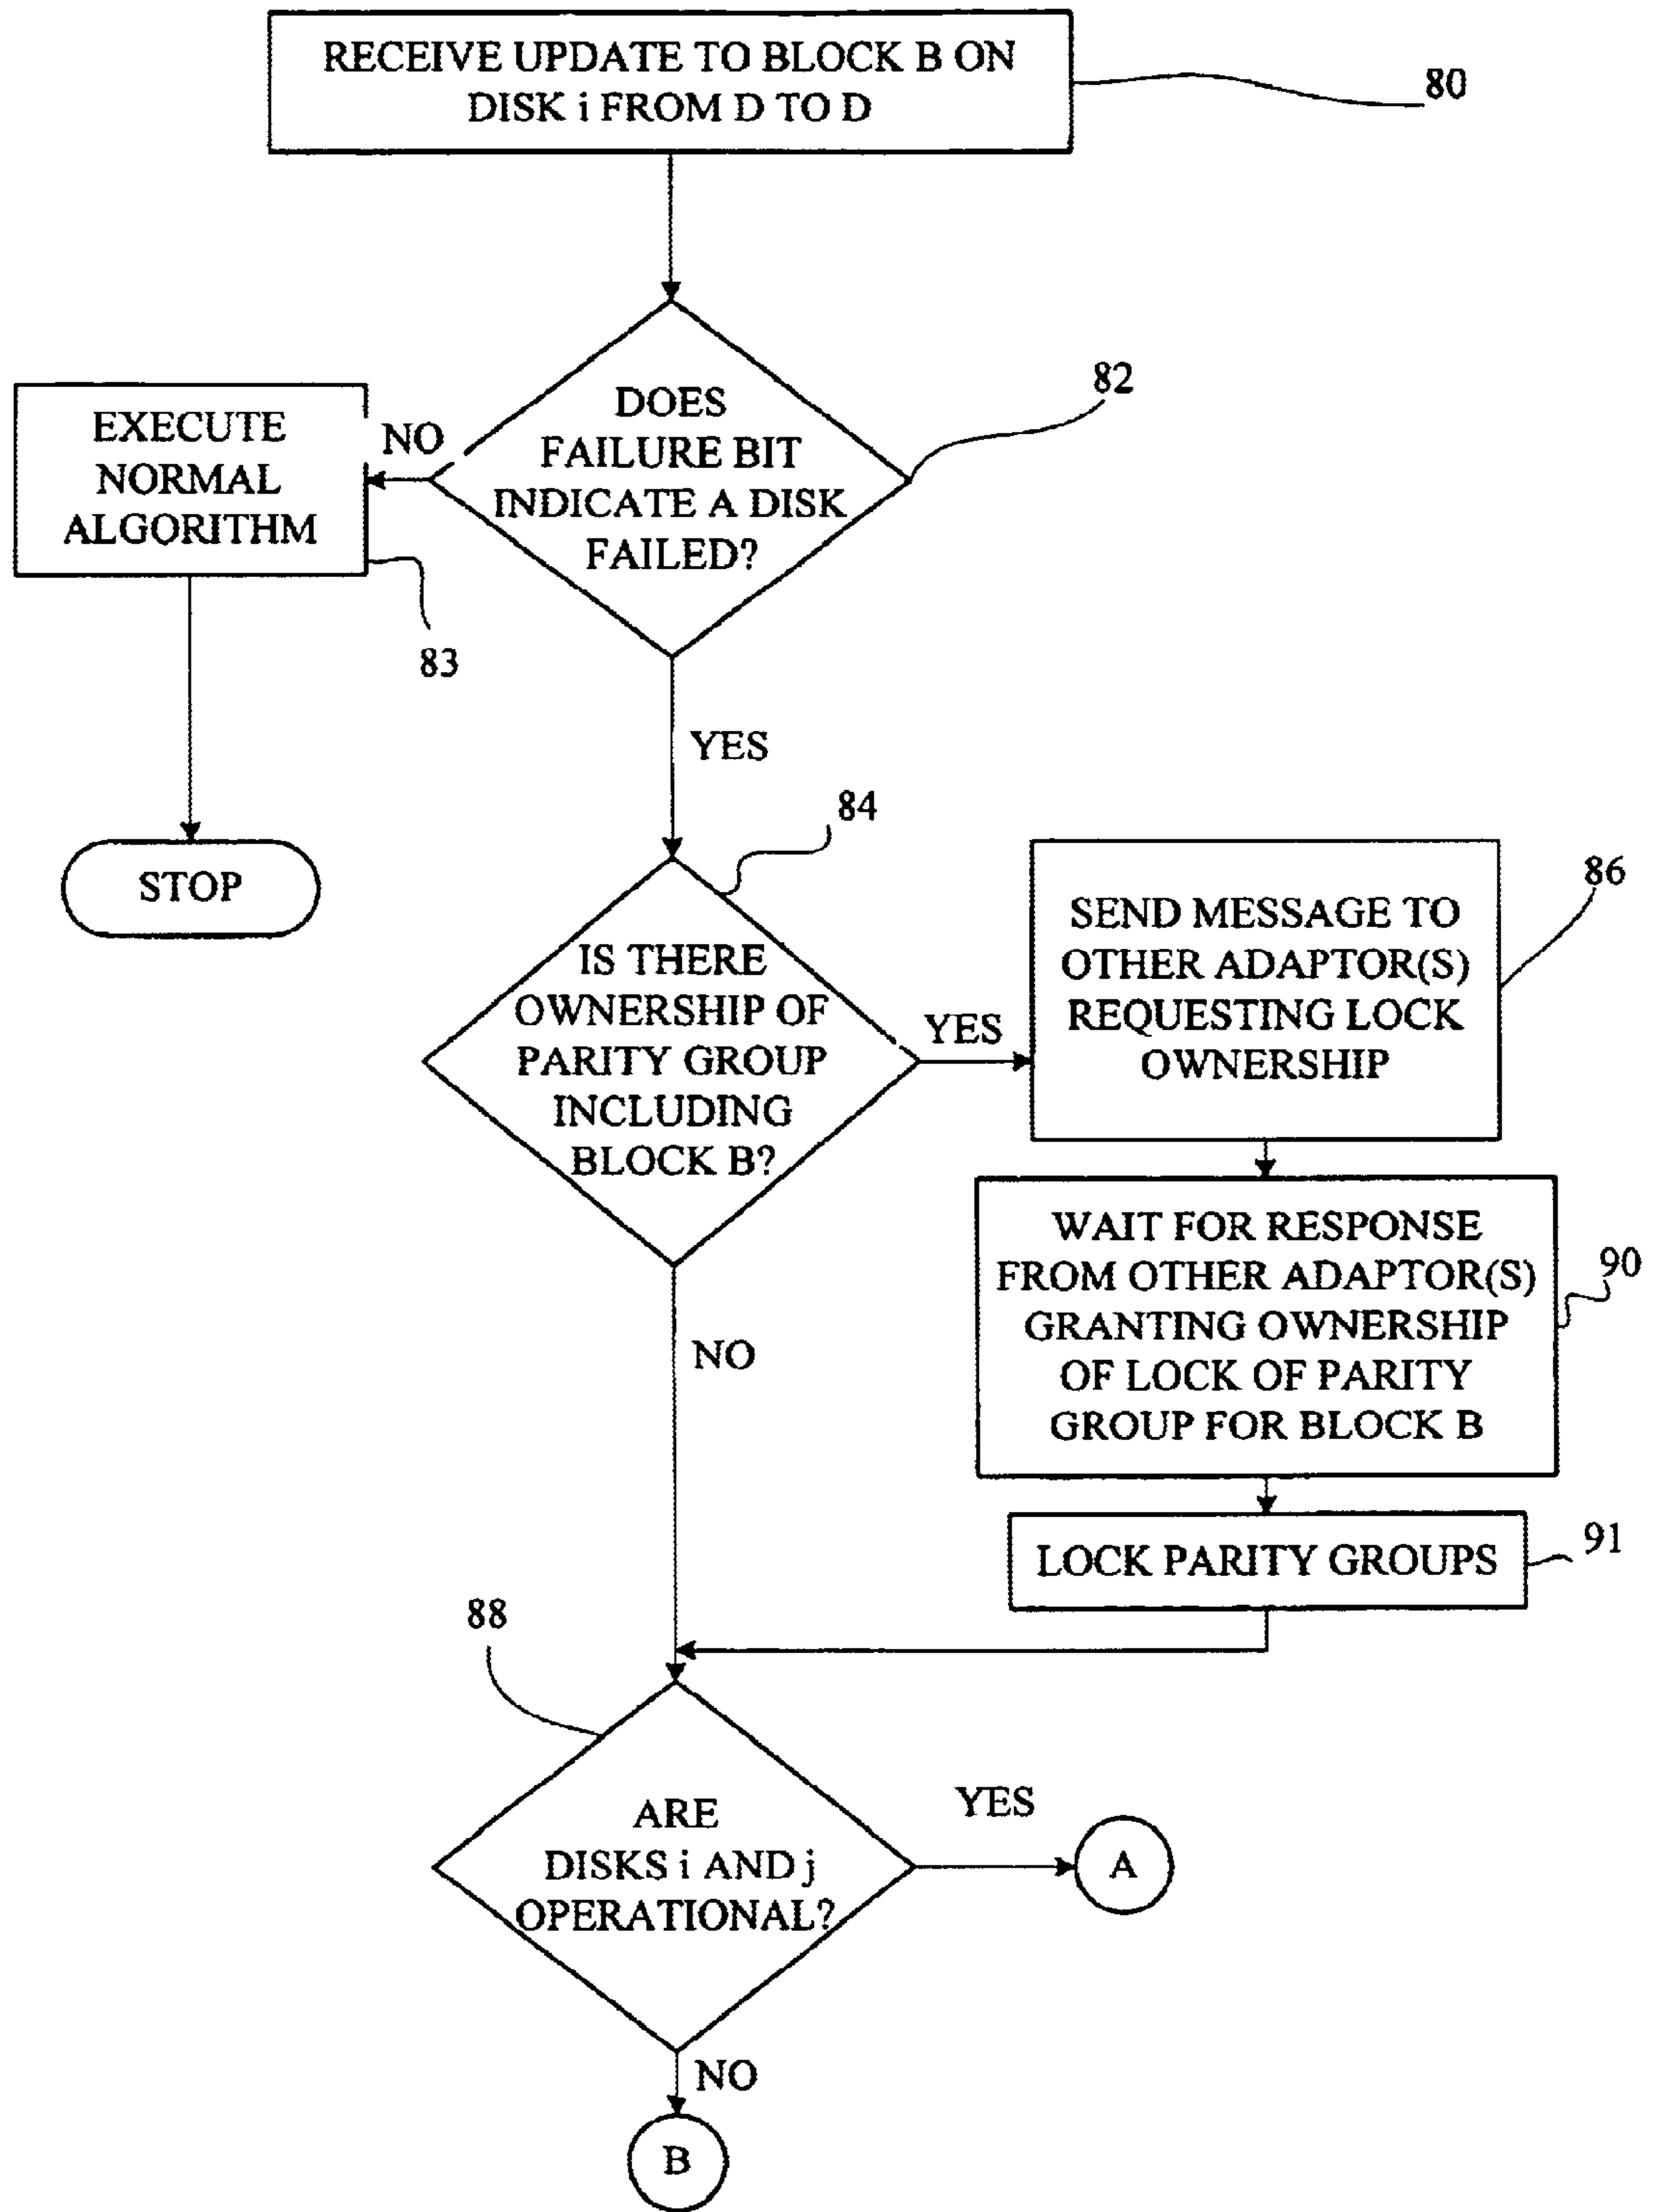 RECEIVE UPDATE TO BLOCK B ON
DISK i FROM D TO D
80
DOES
FAILURE BIT
INDICATE A DISK
FAILED?
82
NO
EXECUTE
NORMAL
ALGORITHM
83
STOP
YES
84
IS THERE
OWNERSHIP OF
PARITY GROUP
INCLUDING
BLOCK B?
YES
SEND MESSAGE TO
OTHER ADAPTOR(S)
REQUESTING LOCK
OWNERSHIP
86
WAIT FOR RESPONSE
FROM OTHER ADAPTOR(S)
GRANTING OWNERSHIP
OF LOCK OF PARITY
GROUP FOR BLOCK B
90
NO
LOCK PARITY GROUPS
91
88
ARE
DISKS i AND j
OPERATIONAL?
YES
A
NO
B